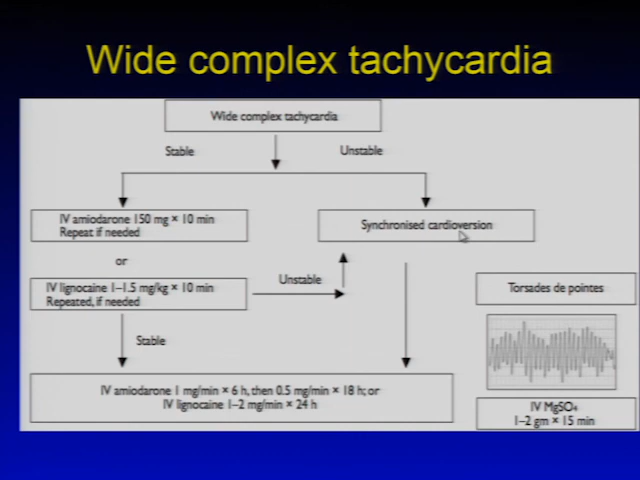 Wide complex tachycardia
Wide complex tachycardia
Stable
Unstable
IV amiodarone 150 mg × 10 min
Repeat if needed
Synchronised cardioversion
or
IV lignocaine 1–1.5 mg/kg × 10 min
Repeated, if needed
Unstable
Torsades de pointes
Stable
IV amiodarone 1 mg/min × 6 h, then 0.5 mg/min × 18 h; or
IV lignocaine 1–2 mg/min × 24 h
IV MgSO₄
1–2 gm × 15 min